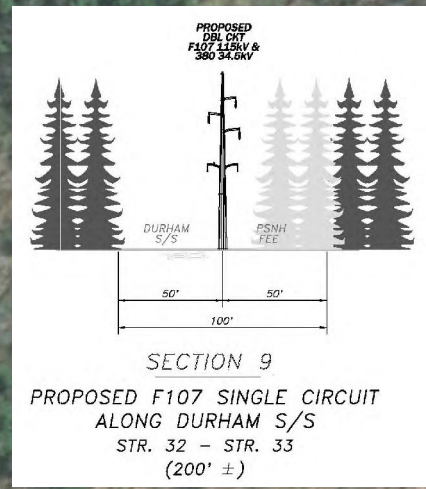 PROPOSED
DBL CKT
F107 115kV &
380 34.5kV
DURHAM
S/S
PSNH
FEE
50'
50'
100'
SECTION 9
PROPOSED F107 SINGLE CIRCUIT
ALONG DURHAM S/S
STR. 32 - STR. 33
(200' ±)